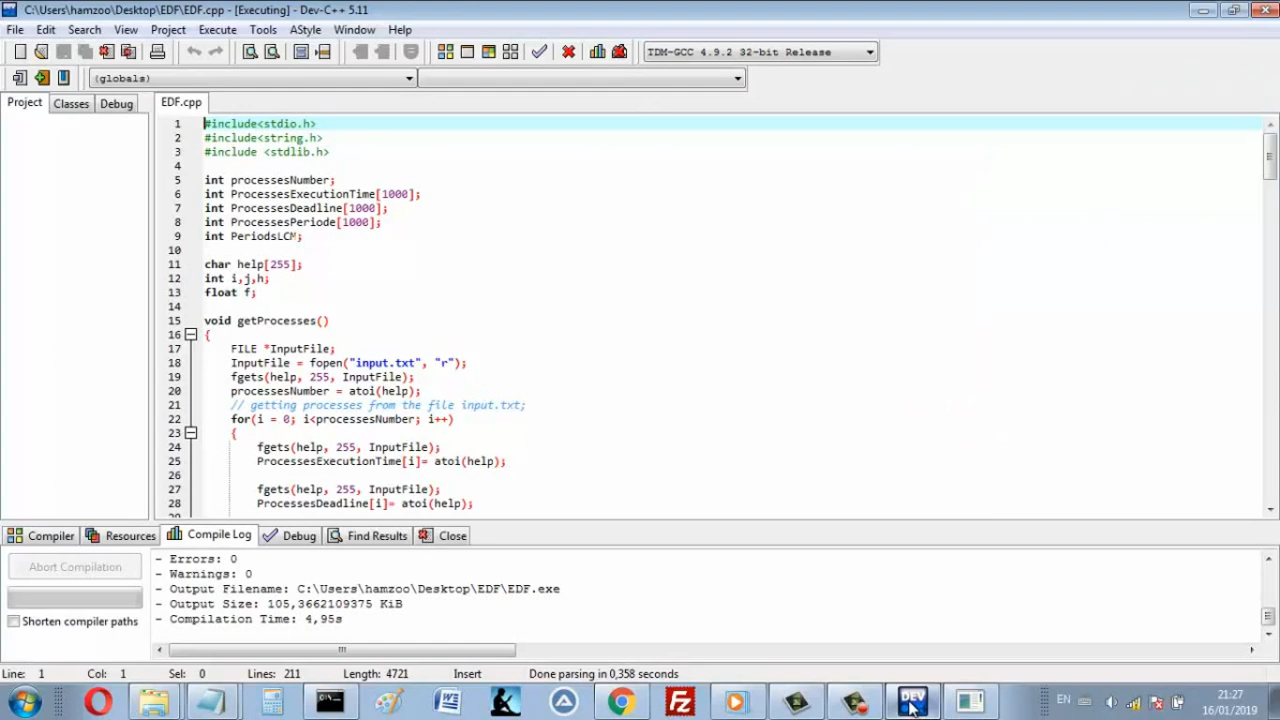 C:\Users\hamzoo\Desktop\EDF\EDF.cpp - [Executing] - Dev-C++ 5.11
File Edit Search View Project Execute Tools AStyle Window Help
TDM-GCC 4.9.2 32-bit Release
(globals)
Project Classes Debug EDF.cpp
1 #include<stdio.h>
2 #include<string.h>
3 #include <stdlib.h>
4
5 int processesNumber;
6 int ProcessesExecutionTime[1000];
7 int ProcessesDeadline[1000];
8 int ProcessesPeriode[1000];
9 int PeriodsLCM;
10
11 char help[255];
12 int i,j,h;
13 float f;
14
15 void getProcesses()
16 {
17 FILE *InputFile;
18 InputFile = fopen("input.txt", "r");
19 fgets(help, 255, InputFile);
20 processesNumber = atoi(help);
21 // getting processes from the file input.txt;
22 for(i = 0; i<processesNumber; i++)
23 {
24 fgets(help, 255, InputFile);
25 ProcessesExecutionTime[i]= atoi(help);
26
27 fgets(help, 255, InputFile);
28 ProcessesDeadline[i]= atoi(help);
Compiler Resources Compile Log Debug Find Results Close
Abort Compilation
Shorten compiler paths
- Errors: 0
- Warnings: 0
- Output Filename: C:\Users\hamzoo\Desktop\EDF\EDF.exe
- Output Size: 105,3662109375 KiB
- Compilation Time: 4,95s
Line: 1 Col: 1 Sel: 0 Lines: 211 Length: 4721 Insert Done parsing in 0,358 seconds
DEV
EN
21:27
16/01/2019